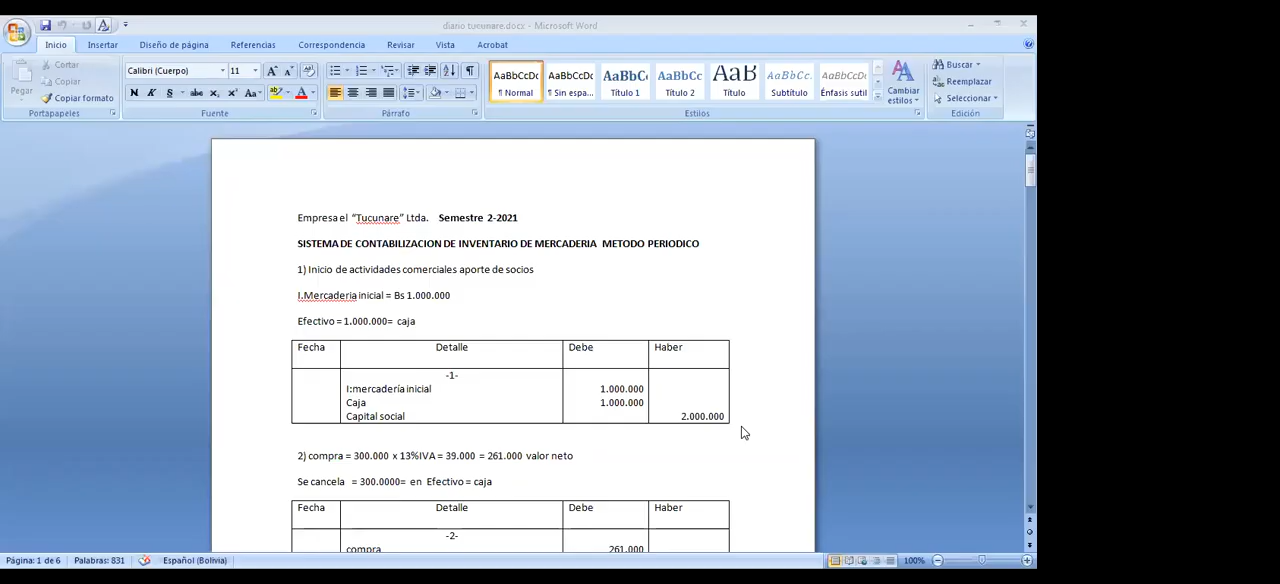 diario tucunare.docx - Microsoft Word
Inicio Insertar Diseño de página Referencias Correspondencia Revisar Vista Acrobat
Pegar
Cortar
Copiar
Copiar formato
Portapapeles
Calibri (Cuerpo) 11
N K S abc x₂ x² Aa
Fuente
Párrafo
AaBbCcDc AaBbCcDc AaBbC AaBbCc AaB AaBbCc. AaBbCcDc
¶ Normal ¶ Sin espa... Título 1 Título 2 Título Subtítulo Énfasis sutil
Cambiar estilos
Estilos
Buscar
Reemplazar
Seleccionar
Edición
Empresa el “Tucunare” Ltda. Semestre 2-2021
SISTEMA DE CONTABILIZACION DE INVENTARIO DE MERCADERIA METODO PERIODICO
1) Inicio de actividades comerciales aporte de socios
I.Mercaderia inicial = Bs 1.000.000
Efectivo = 1.000.000= caja
Fecha Detalle Debe Haber
-1-
I:mercadería inicial 1.000.000
Caja 1.000.000
Capital social 2.000.000
2) compra = 300.000 x 13%IVA = 39.000 = 261.000 valor neto
Se cancela = 300.0000= en Efectivo = caja
Fecha Detalle Debe Haber
-2-
compra 261.000
Página: 1 de 6 Palabras: 831 Español (Bolivia) 100%